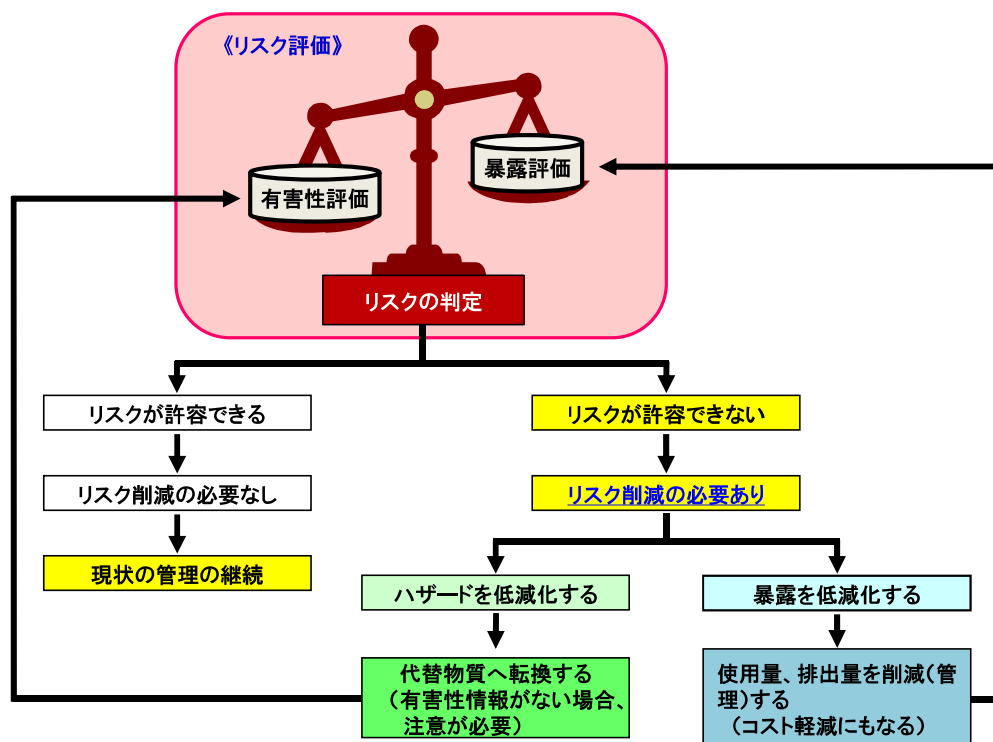 《リスク評価》
暴露評価
有害性評価
リスクの判定
リスクが許容できる
リスクが許容できない
リスク削減の必要なし
リスク削減の必要あり
現状の管理の継続
ハザードを低減化する
暴露を低減化する
代替物質へ転換する
（有害性情報がない場合、
注意が必要）
使用量、排出量を削減（管
理）する
（コスト軽減にもなる）